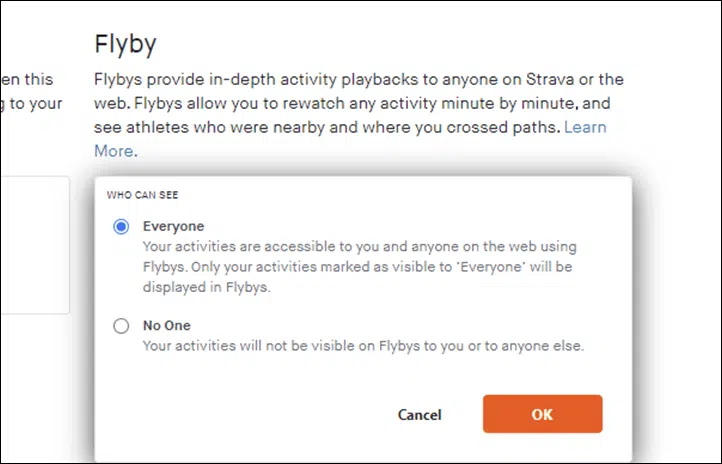 Flyby
en this
g to your
Flybys provide in-depth activity playbacks to anyone on Strava or the
web. Flybys allow you to rewatch any activity minute by minute, and
see athletes who were nearby and where you crossed paths. Learn
More.
WHO CAN SEE
Everyone
Your activities are accessible to you and anyone on the web using
Flybys. Only your activities marked as visible to 'Everyone' will be
displayed in Flybys.
No One
Your activities will not be visible on Flybys to you or to anyone else.
Cancel
OK